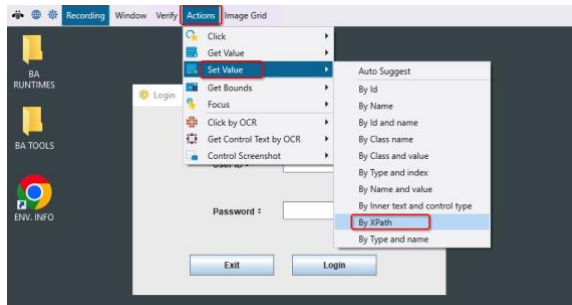 Recording Window Verify Actions Image Grid
Click
Get Value
Set Value
Get Bounds
Focus
Click by OCR
Get Control Text by OCR
Control Screenshot
Auto Suggest
By Id
By Name
By Id and name
By Class name
By Class and value
By Type and index
By Name and value
By Inner text and control type
By XPath
By Type and name
BA
RUNTIMES
BA TOOLS
ENV. INFO
Login
User ID :
Password :
Exit Login